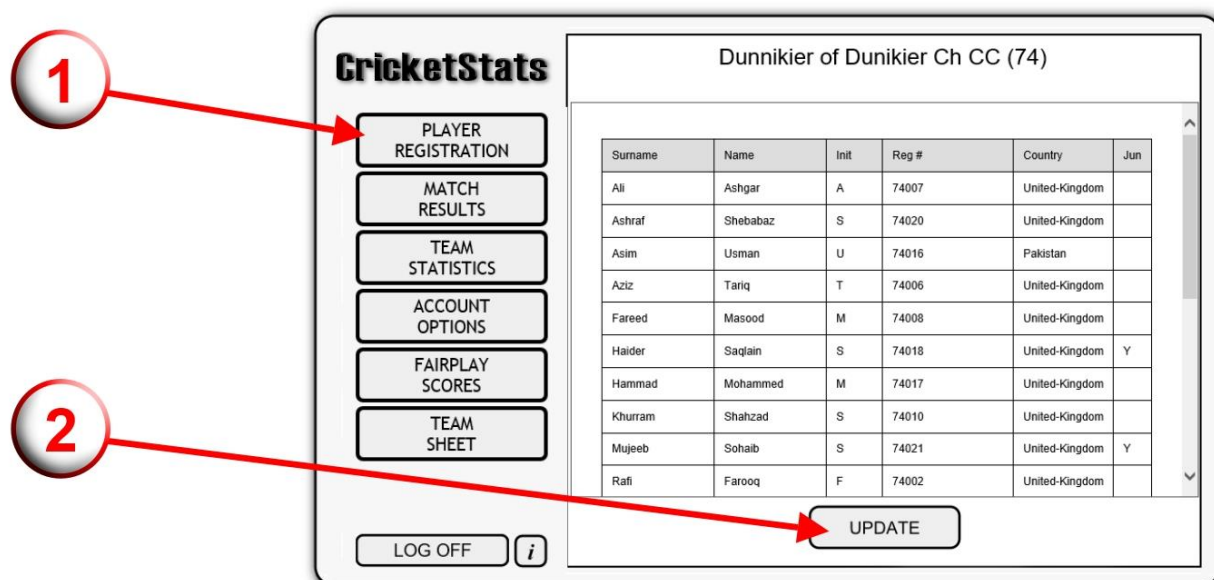 1
2
CricketStats
PLAYER
REGISTRATION
MATCH
RESULTS
TEAM
STATISTICS
ACCOUNT
OPTIONS
FAIRPLAY
SCORES
TEAM
SHEET
LOG OFF
i
Dunnikier of Dunikier Ch CC (74)
Surname Name Init Reg # Country Jun
Ali Ashgar A 74007 United-Kingdom
Ashraf Shebabaz S 74020 United-Kingdom
Asim Usman U 74016 Pakistan
Aziz Tariq T 74006 United-Kingdom
Fareed Masood M 74008 United-Kingdom
Haider Saqlain S 74018 United-Kingdom Y
Hammad Mohammed M 74017 United-Kingdom
Khurram Shahzad S 74010 United-Kingdom
Mujeeb Sohaib S 74021 United-Kingdom Y
Rafi Farooq F 74002 United-Kingdom
UPDATE